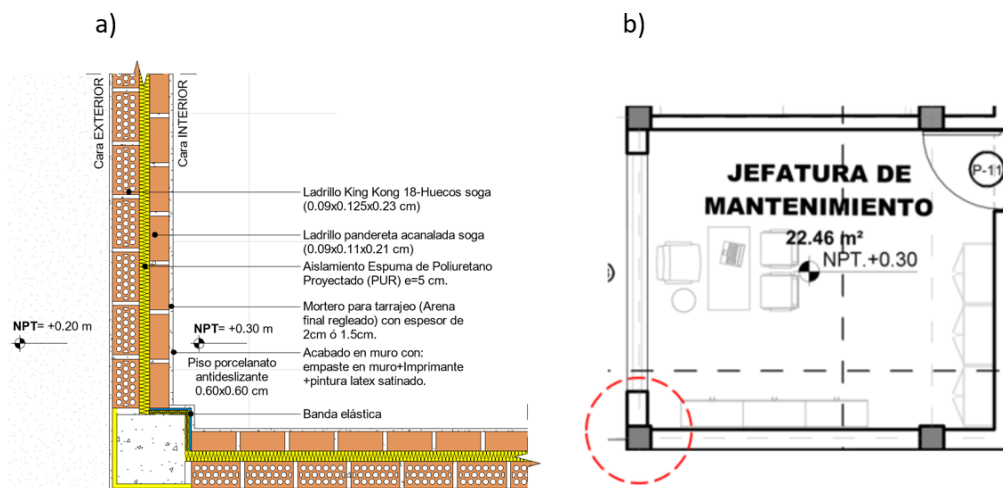 a)
b)
Cara EXTERIOR
Cara INTERIOR
Ladrillo King Kong 18-Huecos soga
(0.09x0.125x0.23 cm)
Ladrillo pandereta acanalada soga
(0.09x0.11x0.21 cm)
Aislamiento Espuma de Poliuretano
Proyectado (PUR) e=5 cm.
Mortero para tarrajeo (Arena
final regleado) con espesor de
2cm ó 1.5cm.
NPT= +0.20 m
NPT= +0.30 m
Piso porcelanato
antideslizante
0.60x0.60 cm
Acabado en muro con:
empaste en muro+Imprimante
+pintura latex satinado.
Banda elástica
JEFATURA DE
MANTENIMIENTO
22.46 m²
NPT.+0.30
P-11